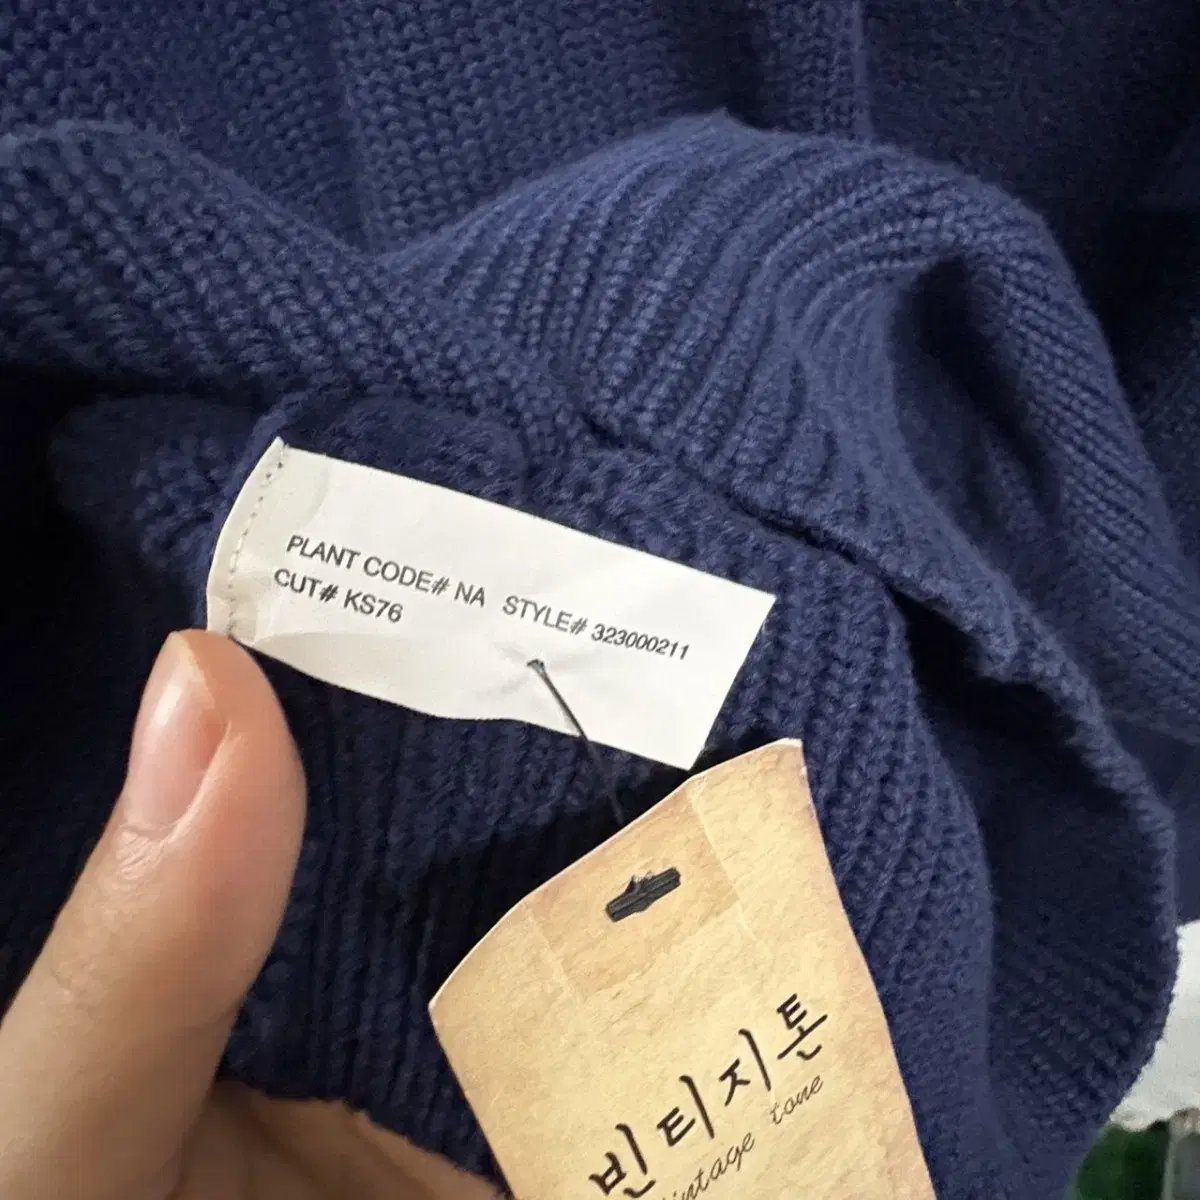 PLANT CODE# NA STYLE# 323000211
CUT# KS76
빈티지톤
vintage tone